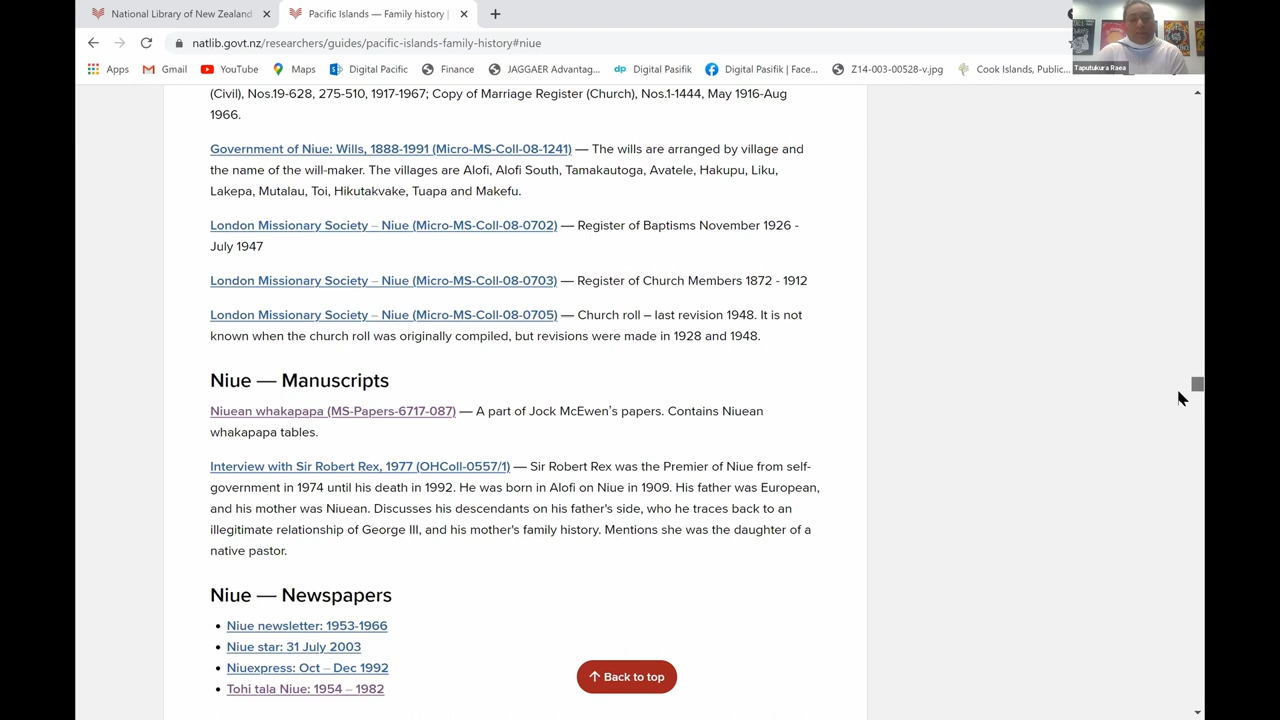 National Library of New Zealand
Pacific Islands — Family history |
natlib.govt.nz/researchers/guides/pacific-islands-family-history#niue
Apps Gmail YouTube Maps Digital Pasifik Finance JAGGAER Advantag... Digital Pasifik Digital Pasifik | Face... Z14-003-00528-v.jpg Cook Islands, Public...
Taputukura Raea
(Civil), Nos.19-628, 275-510, 1917-1967; Copy of Marriage Register (Church), Nos.1-1444, May 1916-Aug
1966.
Government of Niue: Wills, 1888-1991 (Micro-MS-Coll-08-1241) — The wills are arranged by village and
the name of the will-maker. The villages are Alofi, Alofi South, Tamakautoga, Avatele, Hakupu, Liku,
Lakepa, Mutalau, Toi, Hikutakvake, Tuapa and Makefu.
London Missionary Society – Niue (Micro-MS-Coll-08-0702) — Register of Baptisms November 1926 -
July 1947
London Missionary Society – Niue (Micro-MS-Coll-08-0703) — Register of Church Members 1872 - 1912
London Missionary Society – Niue (Micro-MS-Coll-08-0705) — Church roll – last revision 1948. It is not
known when the church roll was originally compiled, but revisions were made in 1928 and 1948.
Niue — Manuscripts
Niuean whakapapa (MS-Papers-6717-087) — A part of Jock McEwen's papers. Contains Niuean
whakapapa tables.
Interview with Sir Robert Rex, 1977 (OHColl-0557/1) — Sir Robert Rex was the Premier of Niue from self-
government in 1974 until his death in 1992. He was born in Alofi on Niue in 1909. His father was European,
and his mother was Niuean. Discusses his descendants on his father's side, who he traces back to an
illegitimate relationship of George III, and his mother's family history. Mentions she was the daughter of a
native pastor.
Niue — Newspapers
Niue newsletter: 1953-1966
Niue star: 31 July 2003
Niuexpress: Oct – Dec 1992
Tohi tala Niue: 1954 – 1982
Back to top